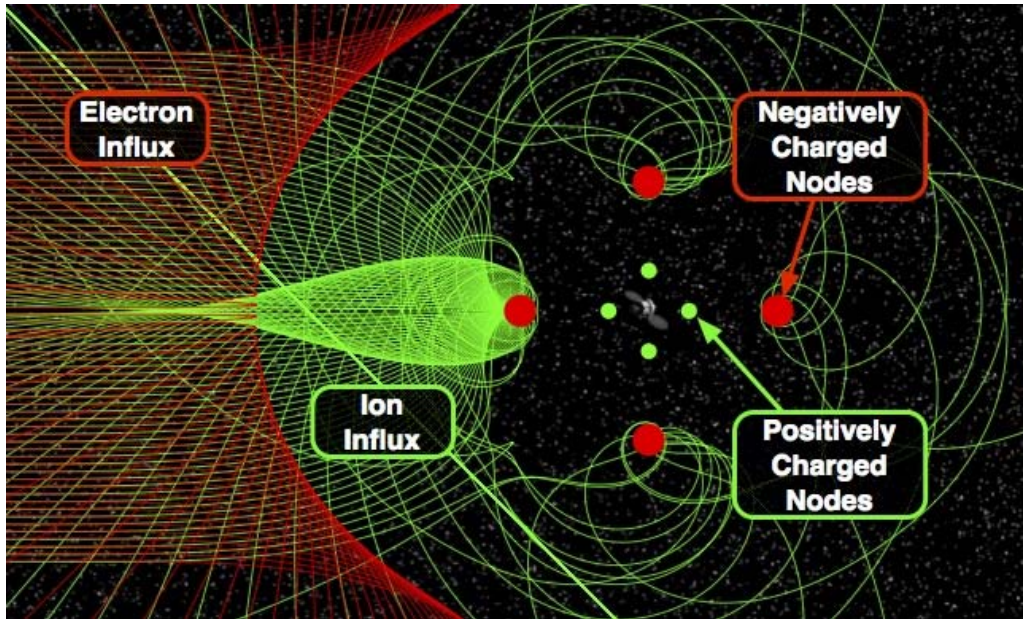 Electron
Influx
Negatively
Charged
Nodes
Ion
Influx
Positively
Charged
Nodes